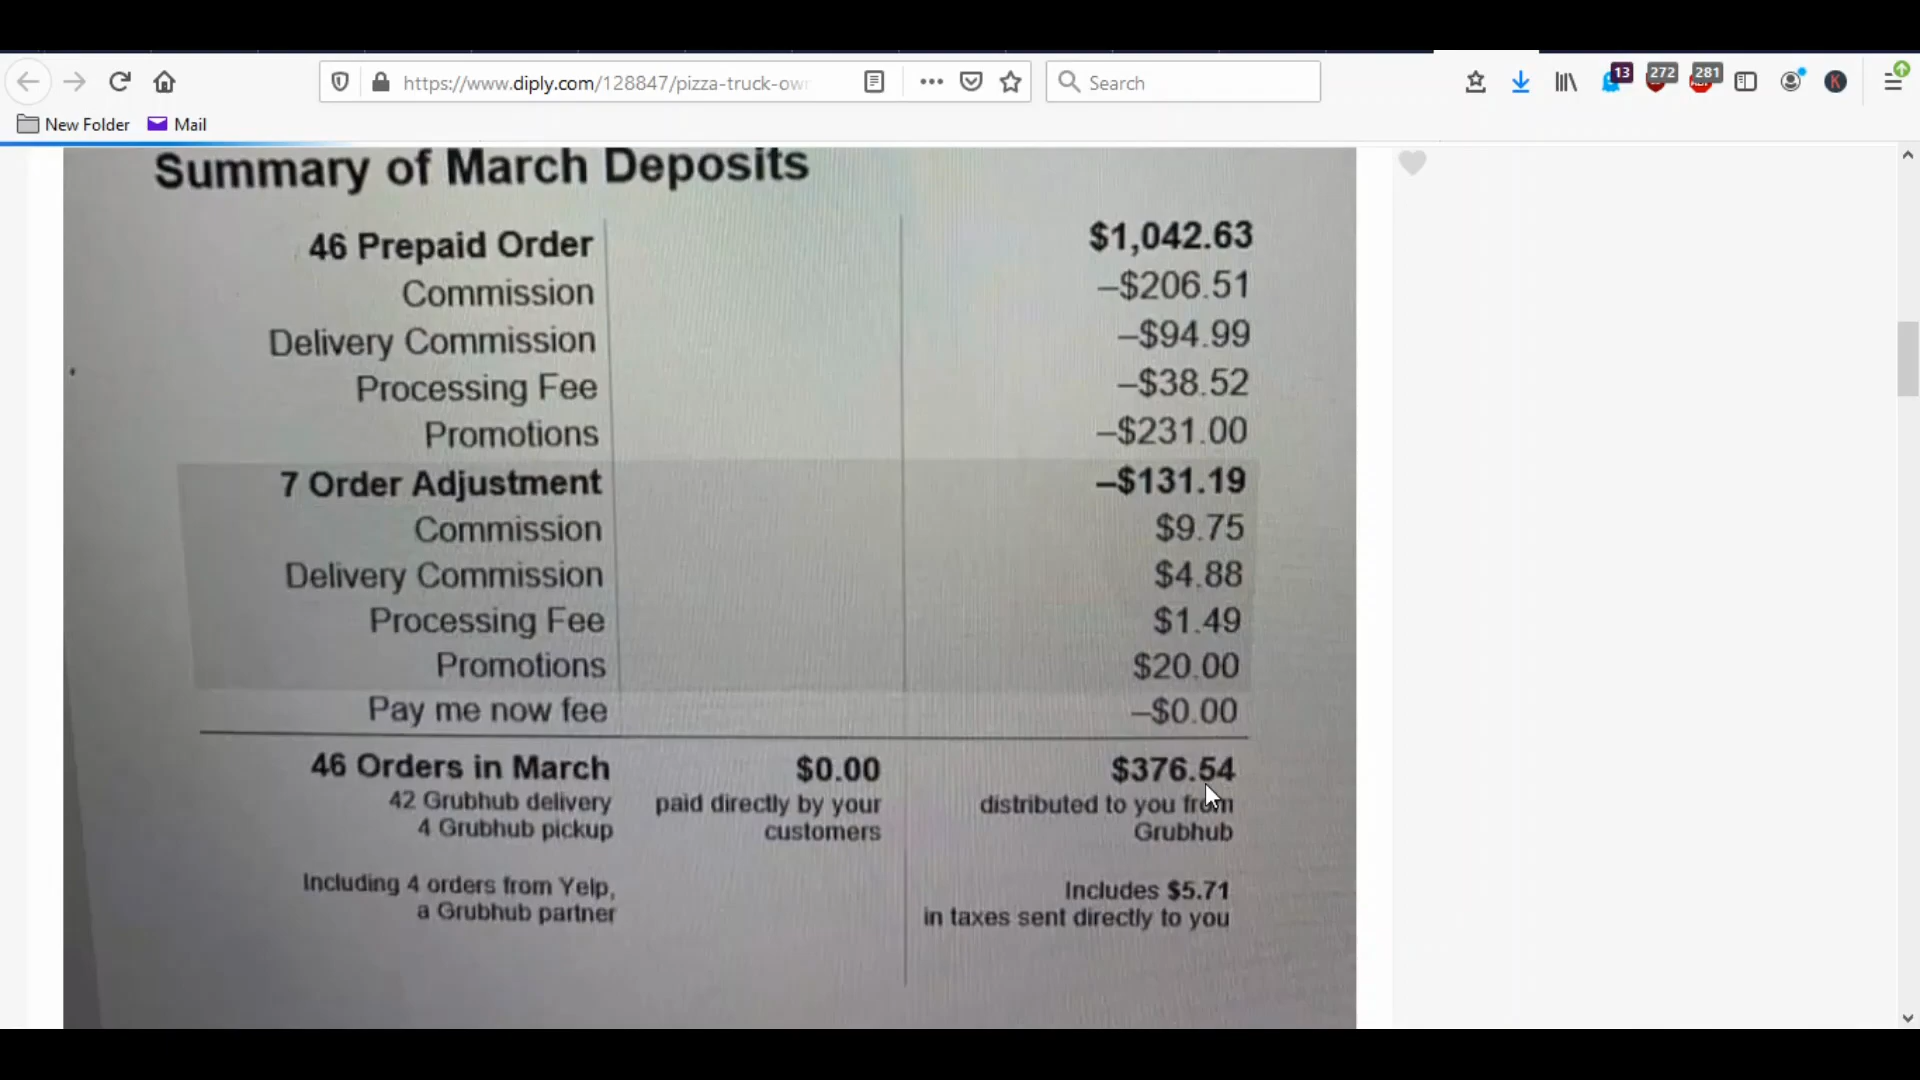 https://www.diply.com/128847/pizza-truck-own
Search
13
272
281
New Folder
Mail
Summary of March Deposits
46 Prepaid Order $1,042.63
Commission –$206.51
Delivery Commission –$94.99
Processing Fee –$38.52
Promotions –$231.00
7 Order Adjustment –$131.19
Commission $9.75
Delivery Commission $4.88
Processing Fee $1.49
Promotions $20.00
Pay me now fee –$0.00
46 Orders in March $0.00 $376.54
42 Grubhub delivery paid directly by your distributed to you from
4 Grubhub pickup customers Grubhub
Including 4 orders from Yelp, Includes $5.71
a Grubhub partner in taxes sent directly to you